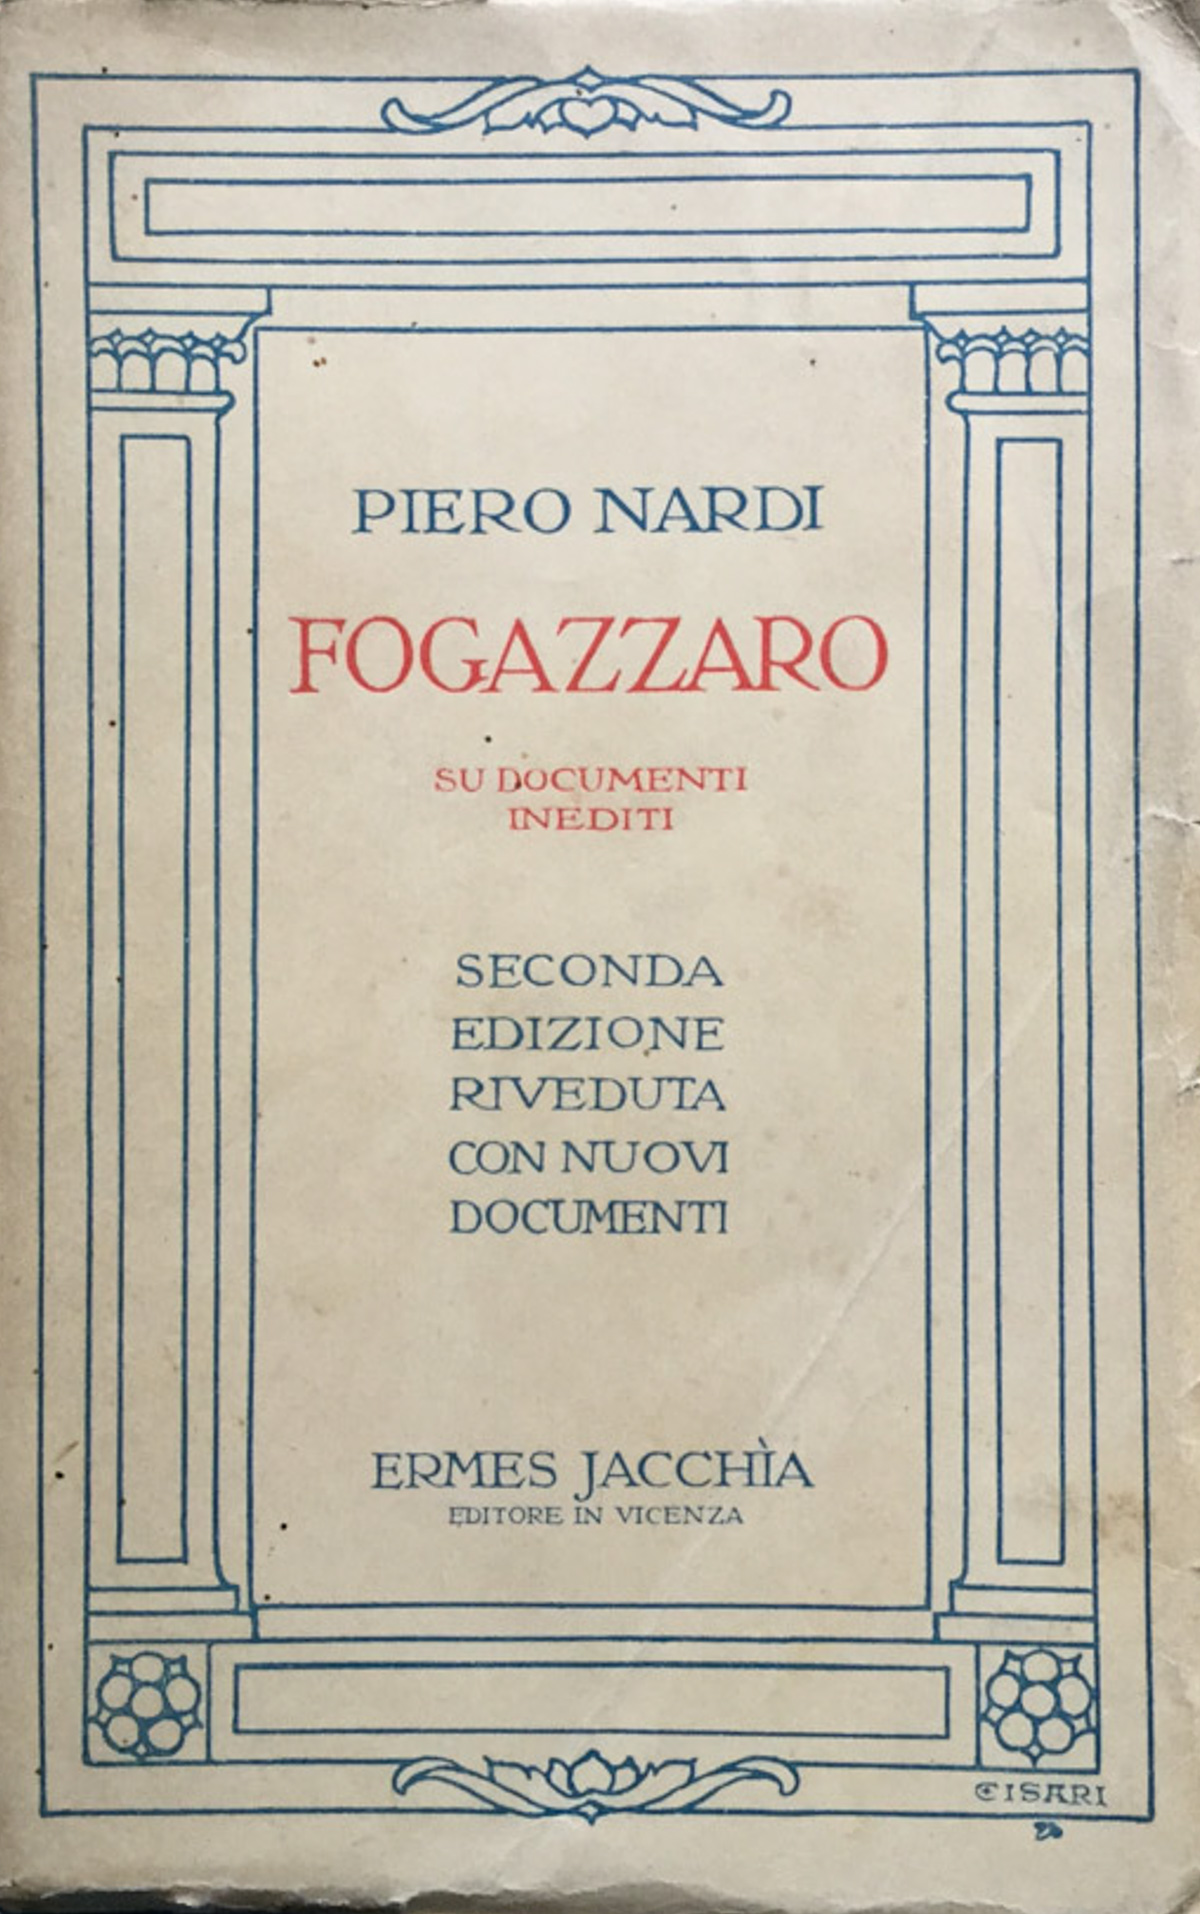 PIERO NARDI
FOGAZZARO
SU DOCUMENTI
INEDITI
SECONDA
EDIZIONE
RIVEDUTA
CON NUOVI
DOCUMENTI
ERMES JACCHÌA
EDITORE IN VICENZA
CISARI